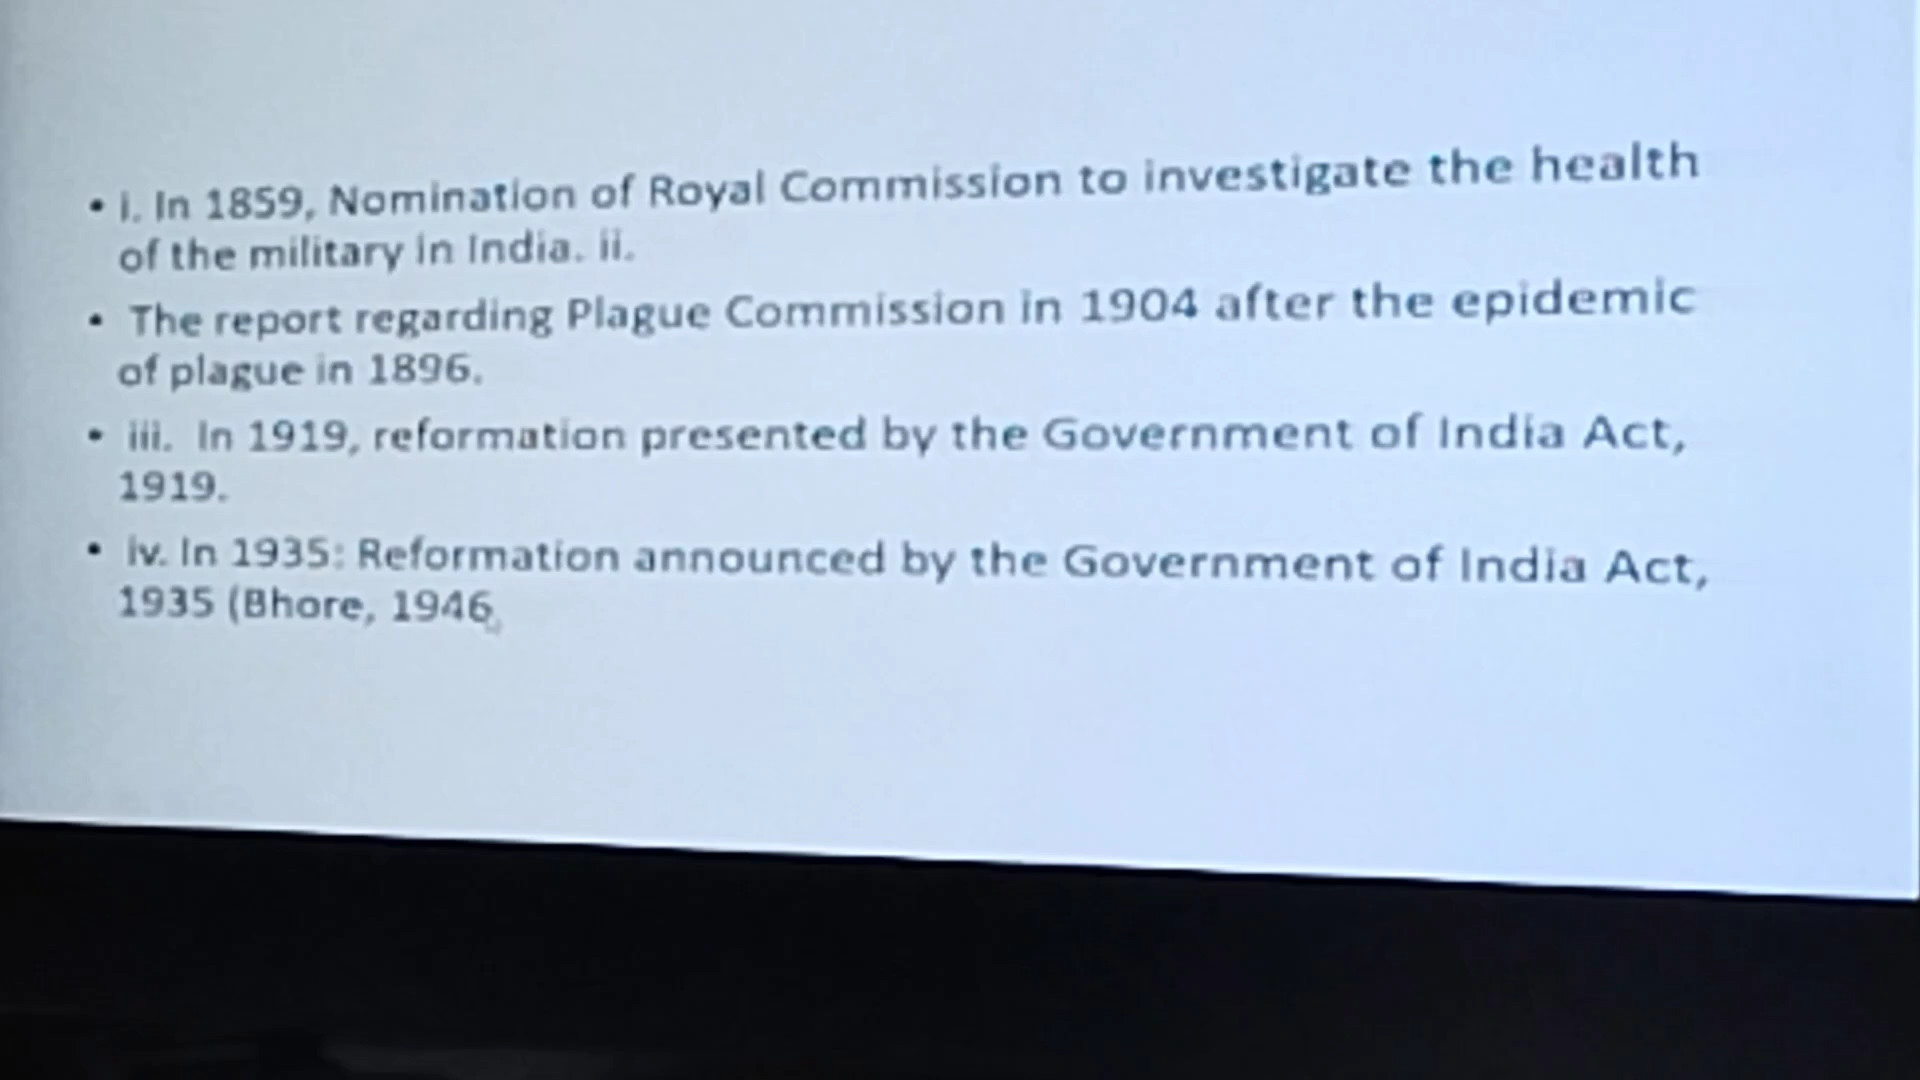 • i. In 1859, Nomination of Royal Commission to investigate the health
of the military in India. ii.
• The report regarding Plague Commission in 1904 after the epidemic
of plague in 1896.
• iii. In 1919, reformation presented by the Government of India Act,
1919.
• iv. In 1935: Reformation announced by the Government of India Act,
1935 (Bhore, 1946